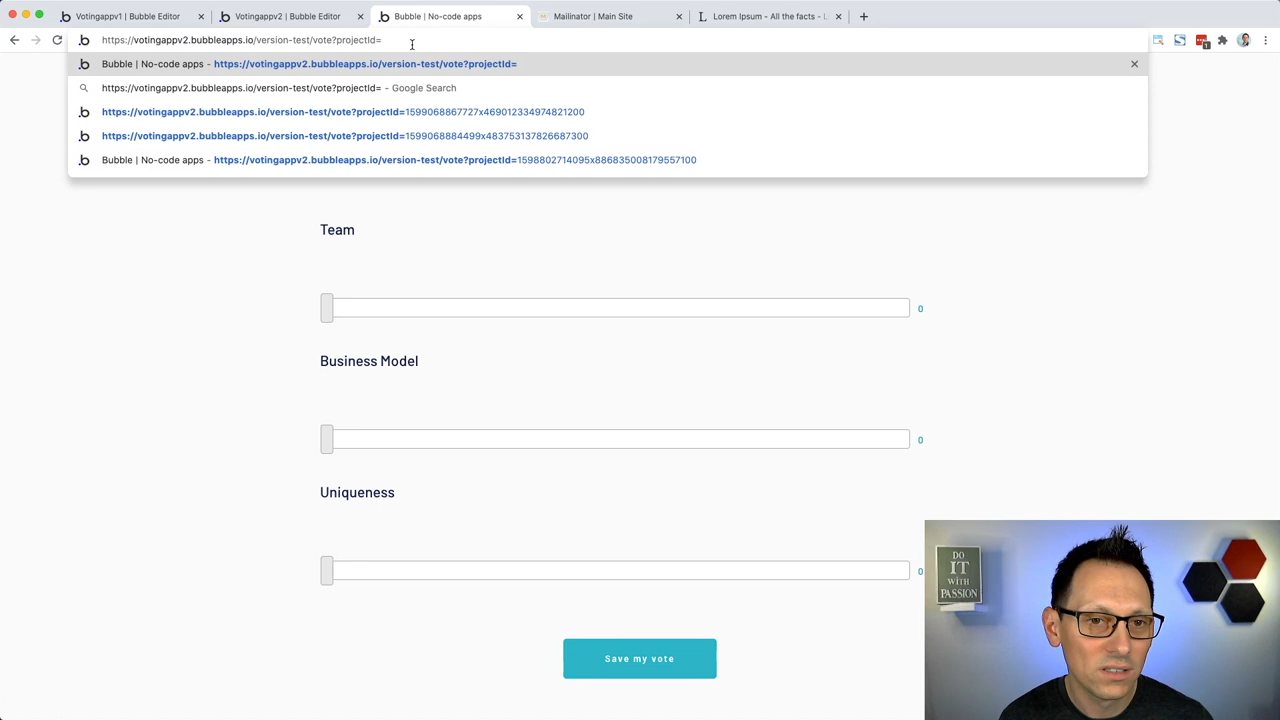 Votingappv1 | Bubble Editor
Votingappv2 | Bubble Editor
Bubble | No-code apps
Mailinator | Main Site
Lorem Ipsum - All the facts - L
https://votingappv2.bubbleapps.io/version-test/vote?projectId=
Bubble | No-code apps - https://votingappv2.bubbleapps.io/version-test/vote?projectId=
https://votingappv2.bubbleapps.io/version-test/vote?projectId= - Google Search
https://votingappv2.bubbleapps.io/version-test/vote?projectId=1599068867727x469012334974821200
https://votingappv2.bubbleapps.io/version-test/vote?projectId=1599068884499x483753137826687300
Bubble | No-code apps - https://votingappv2.bubbleapps.io/version-test/vote?projectId=1598802714095x886835008179557100
Team
0
Business Model
0
Uniqueness
0
Save my vote
DO
IT
WITH
PASSION